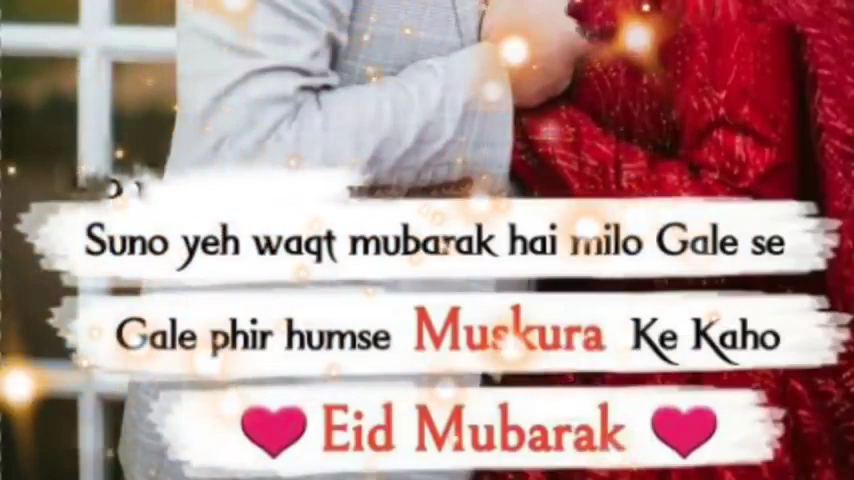 Suno yeh waqt mubarak hai milo Gale se
Gale phir humse Muskura Ke Kaho
Eid Mubarak